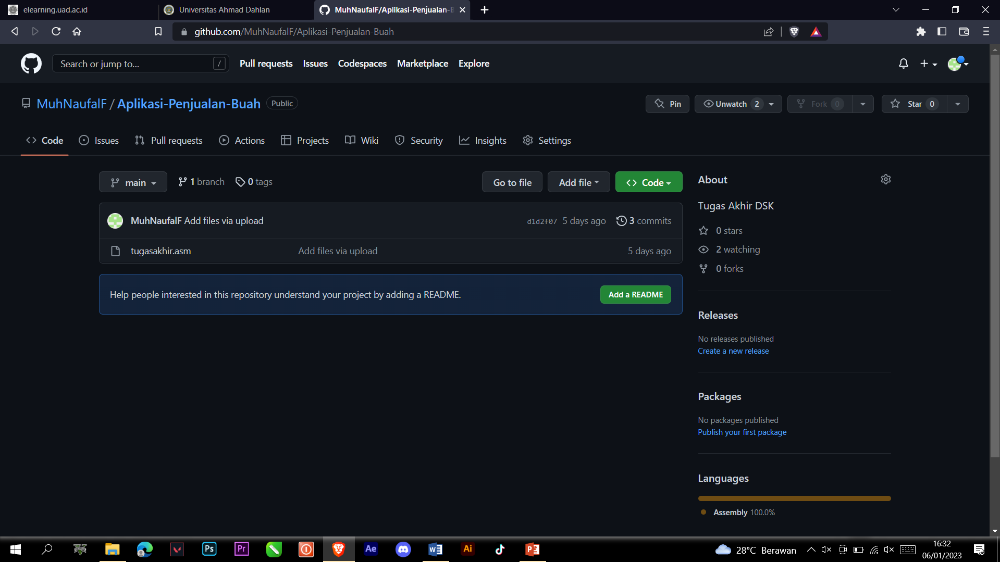 elearning.uad.ac.id
Universitas Ahmad Dahlan
MuhNaufalF/Aplikasi-Penjualan-B
github.com/MuhNaufalF/Aplikasi-Penjualan-Buah
Search or jump to... /
Pull requests
Issues
Codespaces
Marketplace
Explore
MuhNaufalF / Aplikasi-Penjualan-Buah Public
Pin
Unwatch 2
Fork 0
Star 0
Code
Issues
Pull requests
Actions
Projects
Wiki
Security
Insights
Settings
main
1 branch
0 tags
Go to file
Add file
Code
MuhNaufalF Add files via upload d1d2f07 5 days ago 3 commits
tugasakhir.asm Add files via upload 5 days ago
Help people interested in this repository understand your project by adding a README. Add a README
About
Tugas Akhir DSK
0 stars
2 watching
0 forks
Releases
No releases published
Create a new release
Packages
No packages published
Publish your first package
Languages
Assembly 100.0%
Ps
Pr
Ae
W
Ai
P
28°C Berawan
16:32
06/01/2023